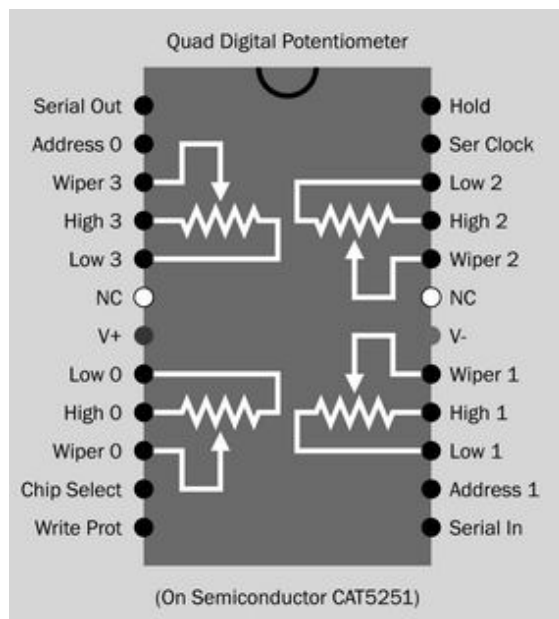 Quad Digital Potentiometer
Serial Out
Address 0
Wiper 3
High 3
Low 3
NC
V+
Low 0
High 0
Wiper 0
Chip Select
Write Prot
Hold
Ser Clock
Low 2
High 2
Wiper 2
NC
V-
Wiper 1
High 1
Low 1
Address 1
Serial In
(On Semiconductor CAT5251)